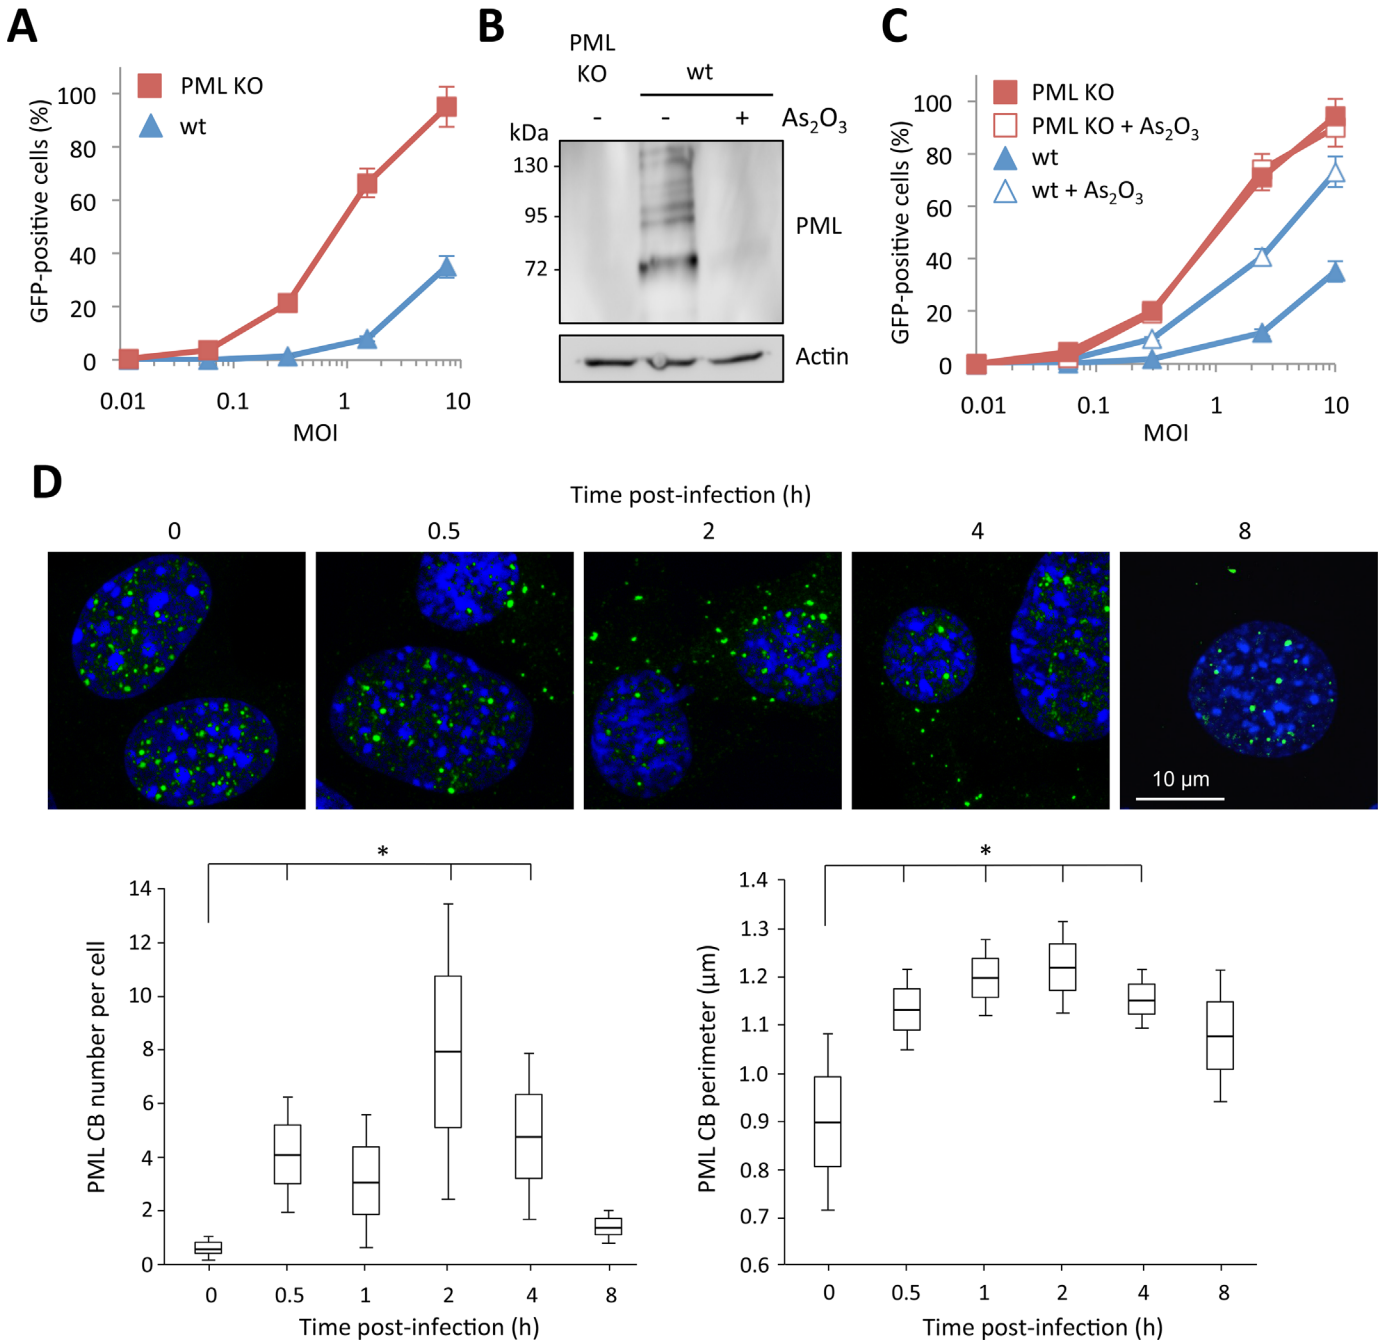 A
100
80
60
40
20
0
GFP-positive cells (%)
PML KO
wt
0.01 0.1 1 10
MOI
B
PML
KO
wt
- - + As₂O₃
kDa
130
95
72
PML
Actin
C
100
80
60
40
20
0
GFP-positive cells (%)
PML KO
PML KO + As₂O₃
wt
wt + As₂O₃
0.01 0.1 1 10
MOI
D
Time post-infection (h)
0 0.5 2 4 8
10 µm
*
14
12
10
8
6
4
2
0
PML CB number per cell
0 0.5 1 2 4 8
Time post-infection (h)
*
1.4
1.3
1.2
1.1
1.0
0.9
0.8
0.7
0.6
PML CB perimeter (µm)
0 0.5 1 2 4 8
Time post-infection (h)